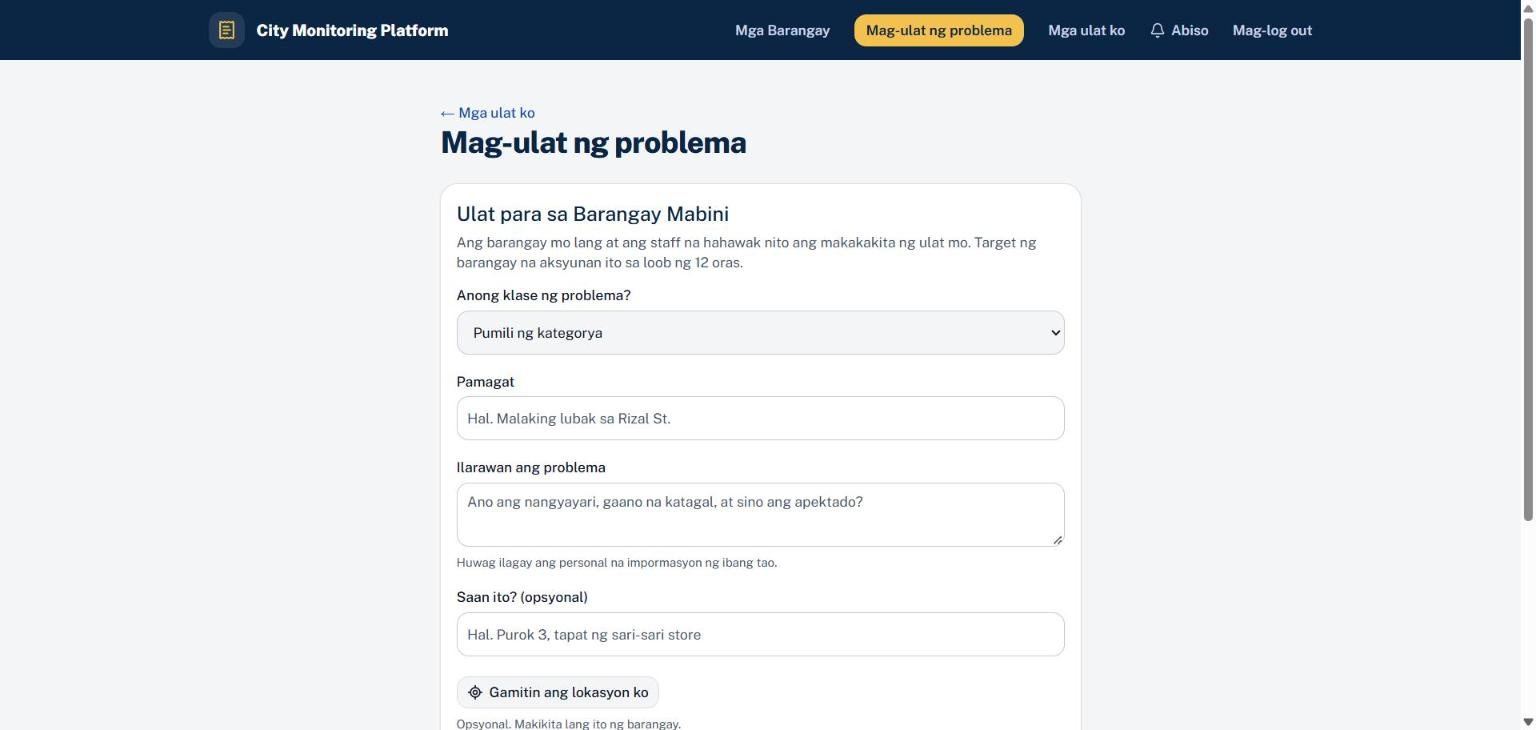 City Monitoring Platform
Mga Barangay
Mag-ulat ng problema
Mga ulat ko
Abiso
Mag-log out
← Mga ulat ko
Mag-ulat ng problema
Ulat para sa Barangay Mabini
Ang barangay mo lang at ang staff na hahawak nito ang makakakita ng ulat mo. Target ng
barangay na aksyunan ito sa loob ng 12 oras.
Anong klase ng problema?
Pumili ng kategorya
Pamagat
Hal. Malaking lubak sa Rizal St.
Ilarawan ang problema
Ano ang nangyayari, gaano na katagal, at sino ang apektado?
Huwag ilagay ang personal na impormasyon ng ibang tao.
Saan ito? (opsyonal)
Hal. Purok 3, tapat ng sari-sari store
Gamitin ang lokasyon ko
Opsyonal. Makikita lang ito ng barangay.